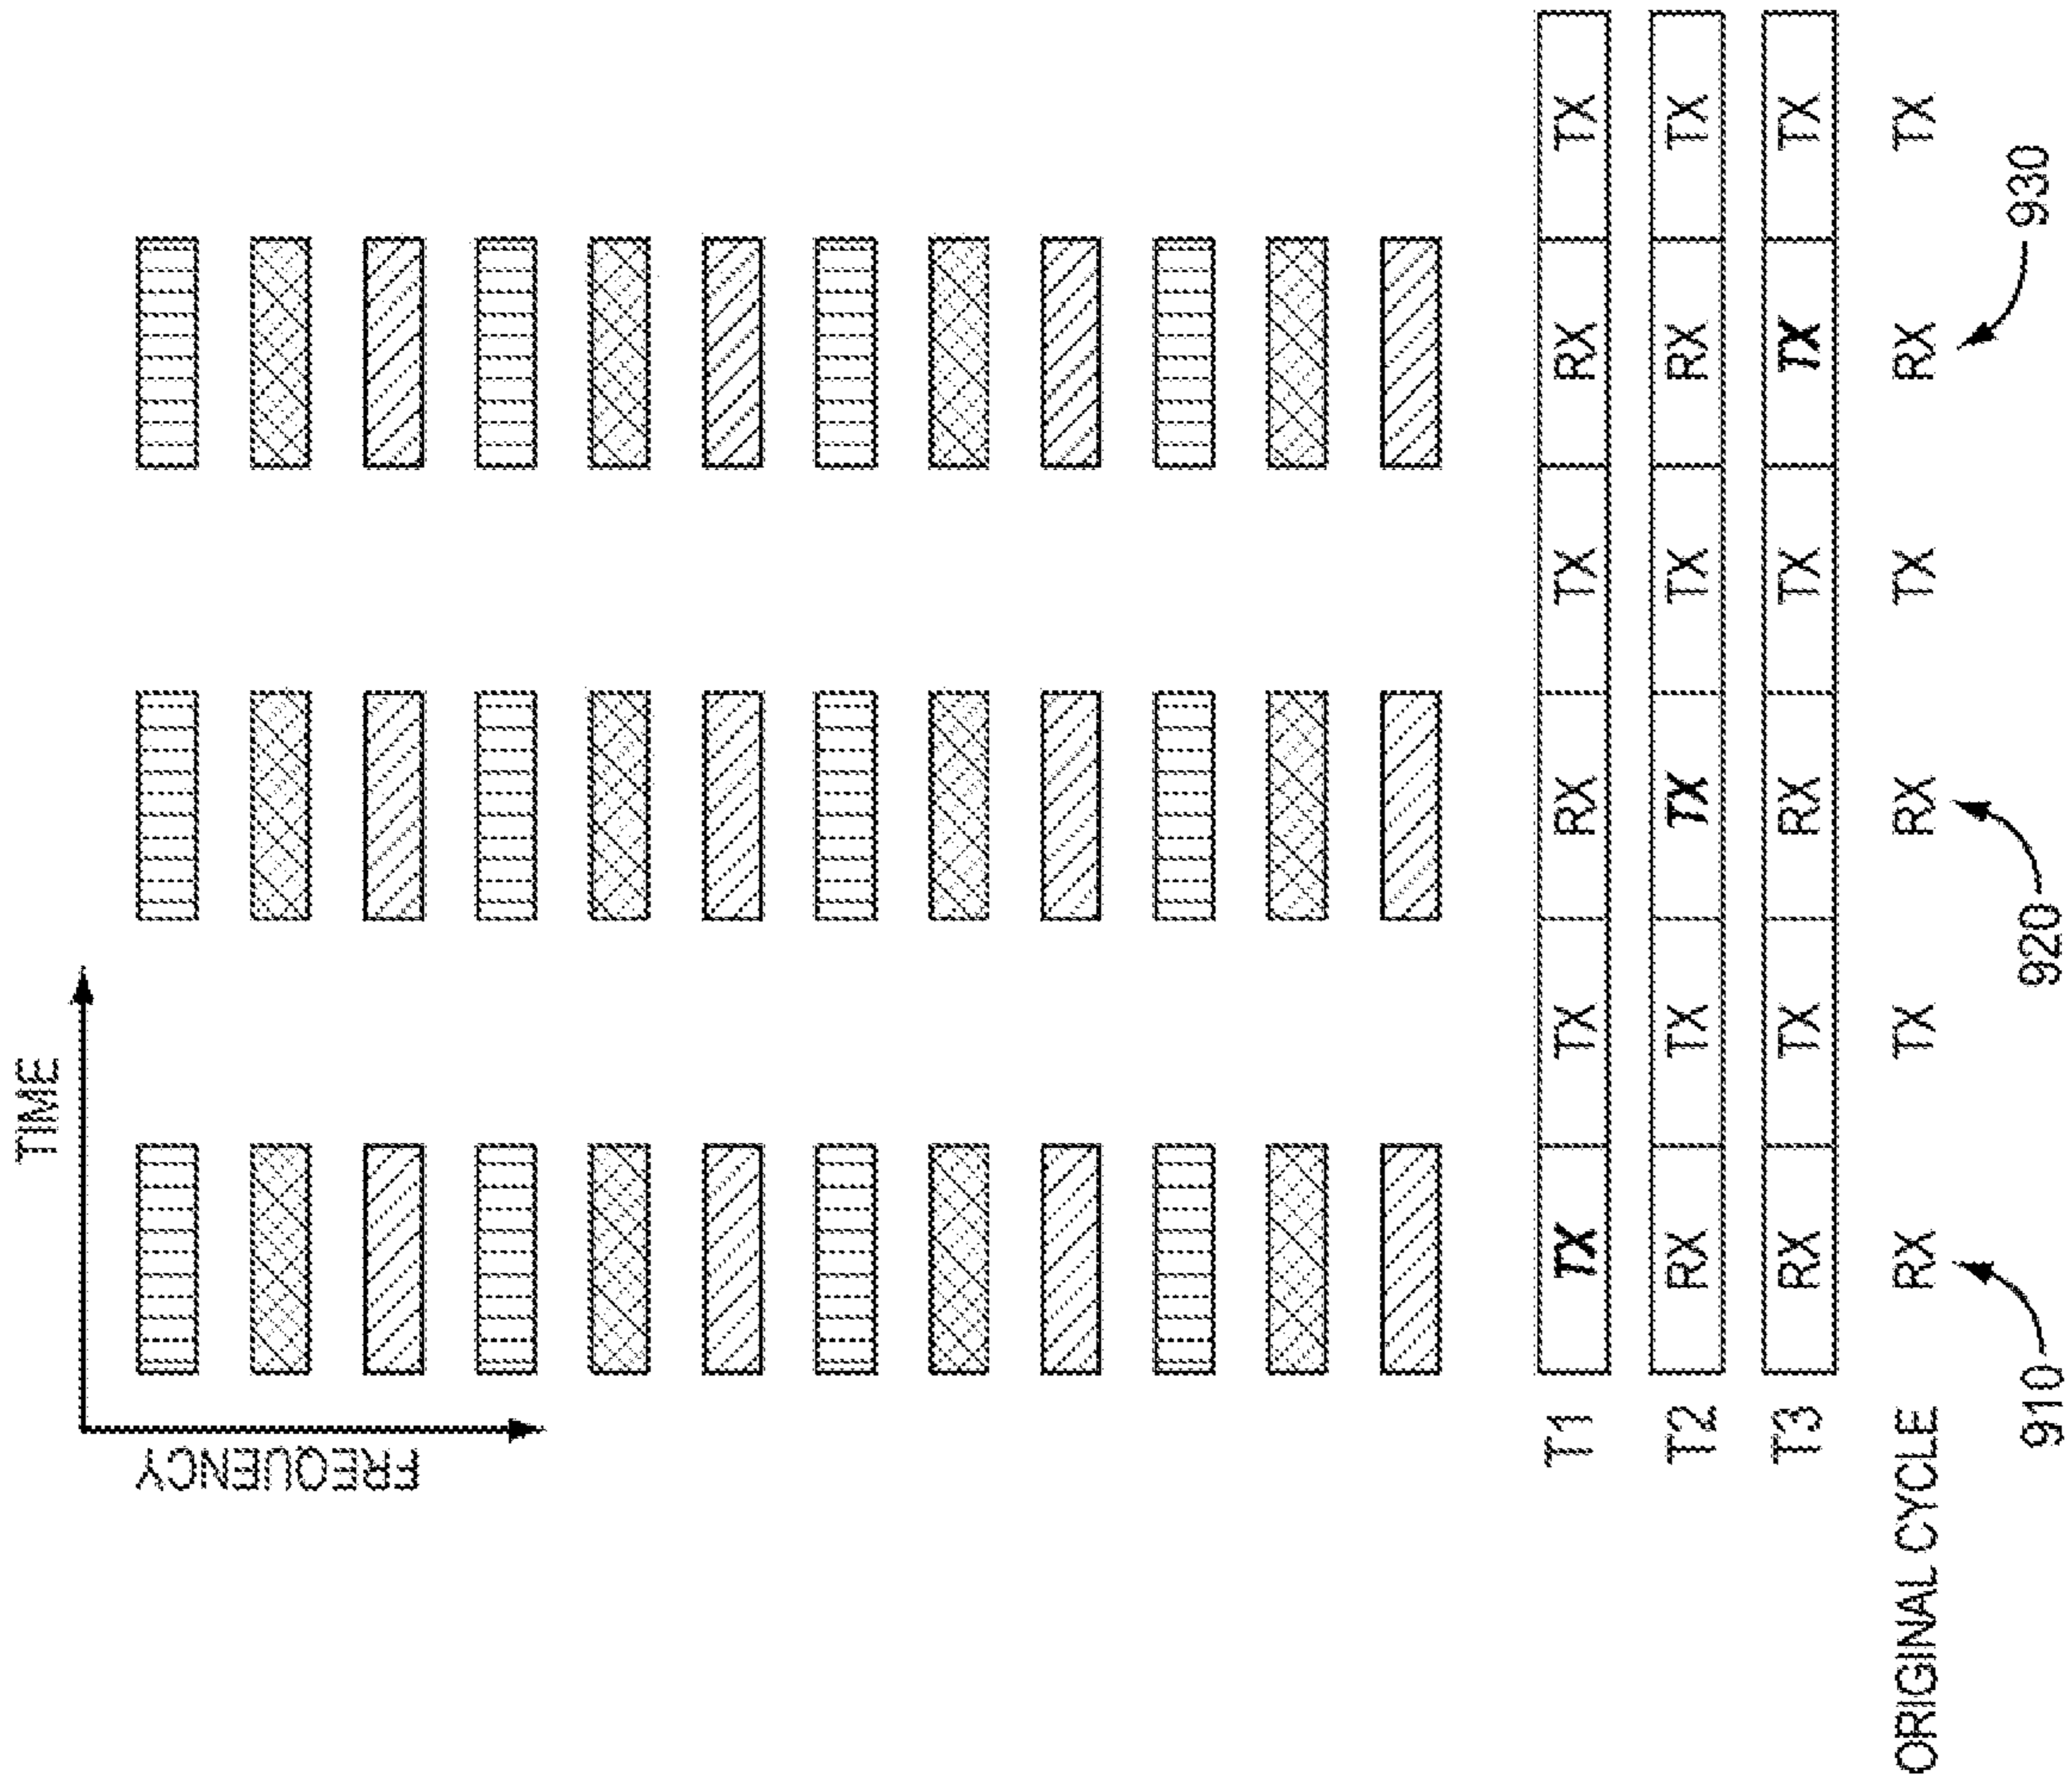 TIME
FREQUENCY
T1 TX TX RX TX RX TX
T2 RX TX TX TX RX TX
T3 RX TX RX TX TX TX
ORIGINAL CYCLE RX TX RX TX RX TX
910 920 930